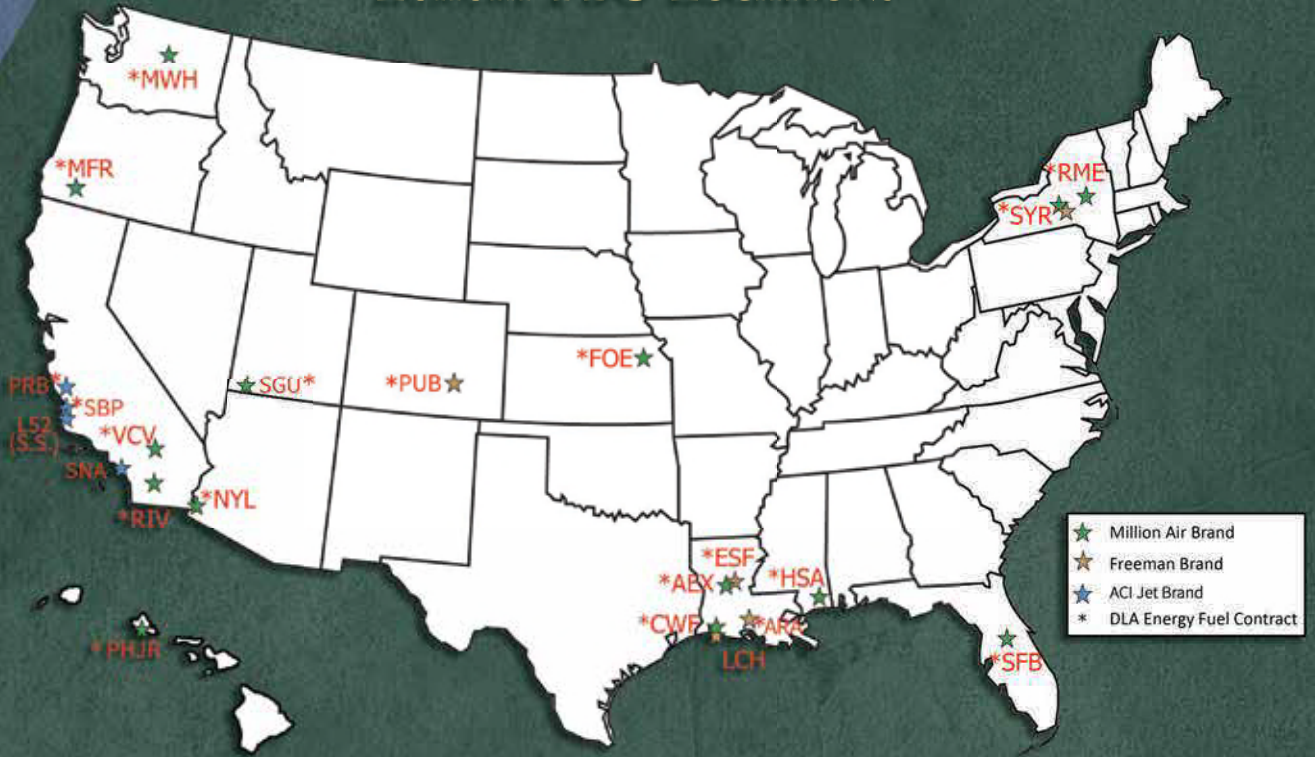 *MWH
*MFR
*RME
*SYR
*FOE
PRB*
SGU*
*PUB
*SBP
L52
(S.S.)
*VCV
SNA
*NYL
*RIV
*ESF
*AEX
*HSA
*CWF
*ARA
LCH
*PHJR
*SFB
Million Air Brand
Freeman Brand
ACI Jet Brand
* DLA Energy Fuel Contract